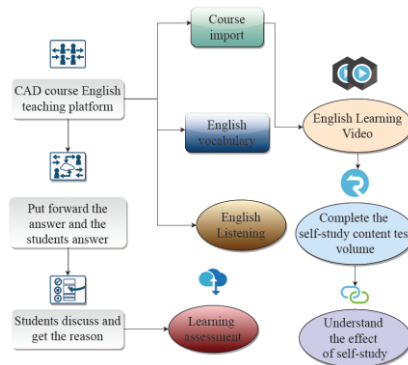 Course
import
CAD course English
teaching platform
English Learning
Video
English
vocabulary
Put forward the
answer and the
students answer
English
Listening
Complete the
self-study content test
volume
Students discuss and
get the reason
Learning
assessment
Understand
the effect
of self-study